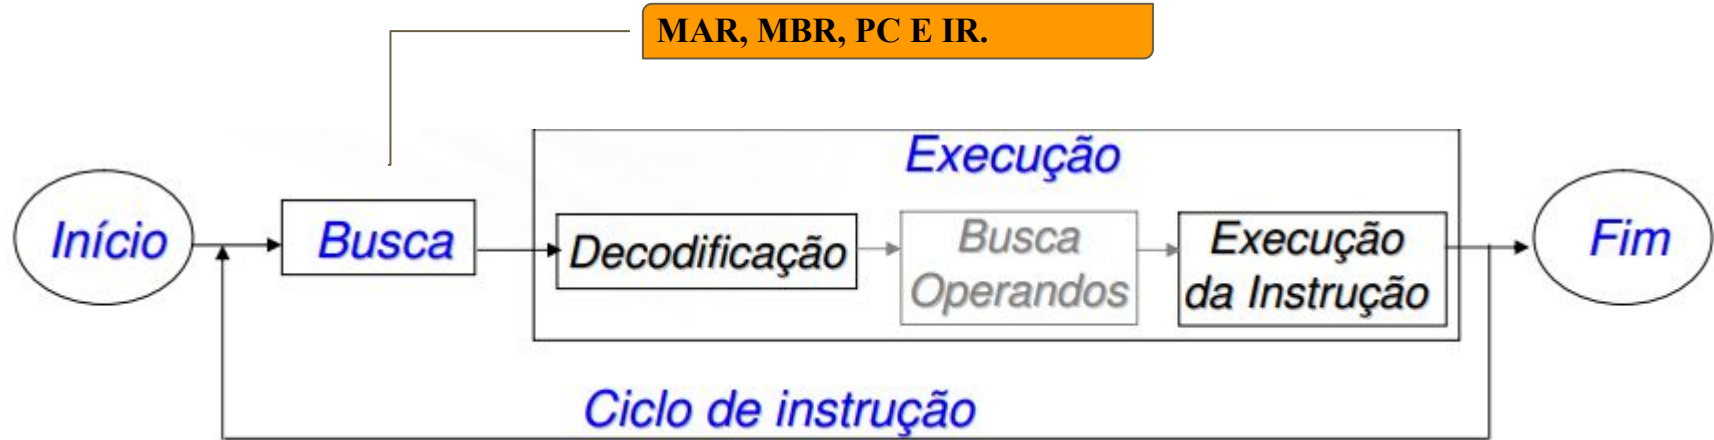 MAR, MBR, PC E IR.
Execução
Início
Busca
Decodificação
Busca
Operandos
Execução
da Instrução
Fim
Ciclo de instrução